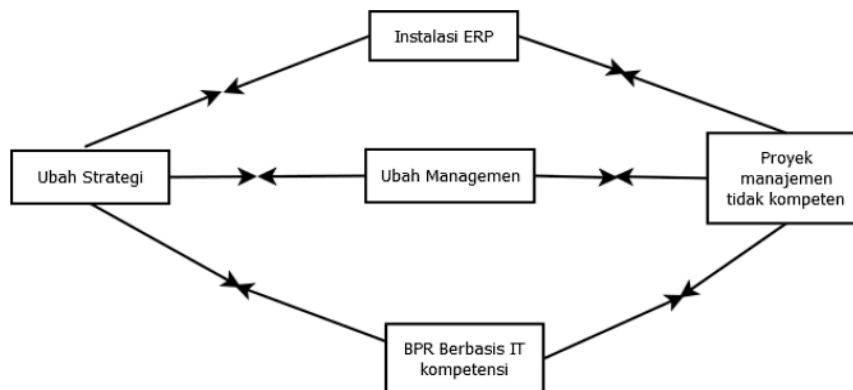 Instalasi ERP
Ubah Strategi
Ubah Managemen
Proyek
manajemen
tidak kompeten
BPR Berbasis IT
kompetensi